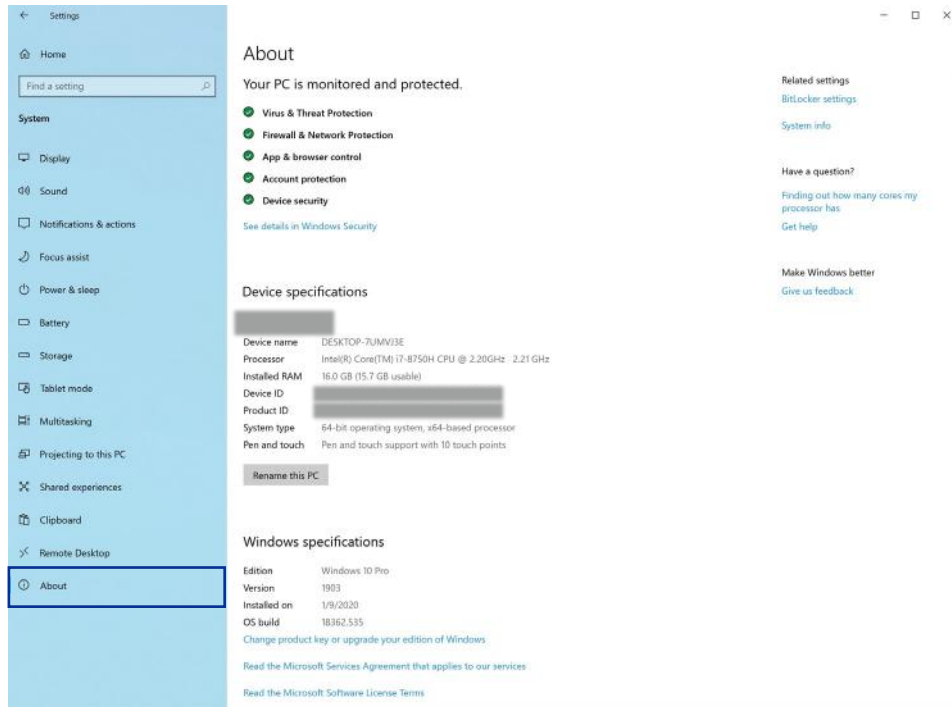 Settings
Home
Find a setting
System
Display
Sound
Notifications & actions
Focus assist
Power & sleep
Battery
Storage
Tablet mode
Multitasking
Projecting to this PC
Shared experiences
Clipboard
Remote Desktop
About
About
Your PC is monitored and protected.
Virus & Threat Protection
Firewall & Network Protection
App & browser control
Account protection
Device security
See details in Windows Security
Device specifications
Device name DESKTOP-7UMVJ3E
Processor Intel(R) Core(TM) i7-8750H CPU @ 2.20GHz 2.21 GHz
Installed RAM 16.0 GB (15.7 GB usable)
Device ID
Product ID
System type 64-bit operating system, x64-based processor
Pen and touch Pen and touch support with 10 touch points
Rename this PC
Windows specifications
Edition Windows 10 Pro
Version 1903
Installed on 1/9/2020
OS build 18362.535
Change product key or upgrade your edition of Windows
Read the Microsoft Services Agreement that applies to our services
Read the Microsoft Software License Terms
Related settings
BitLocker settings
System info
Have a question?
Finding out how many cores my
processor has
Get help
Make Windows better
Give us feedback